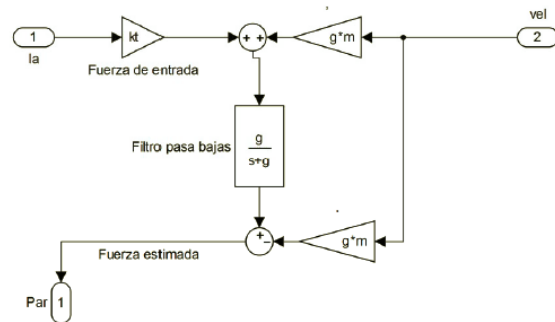 vel
1
kt
+ +
g*m
2
Ia
Fuerza de entrada
Filtro pasa bajas
g
s+g
+
-
g*m
Fuerza estimada
Par
1